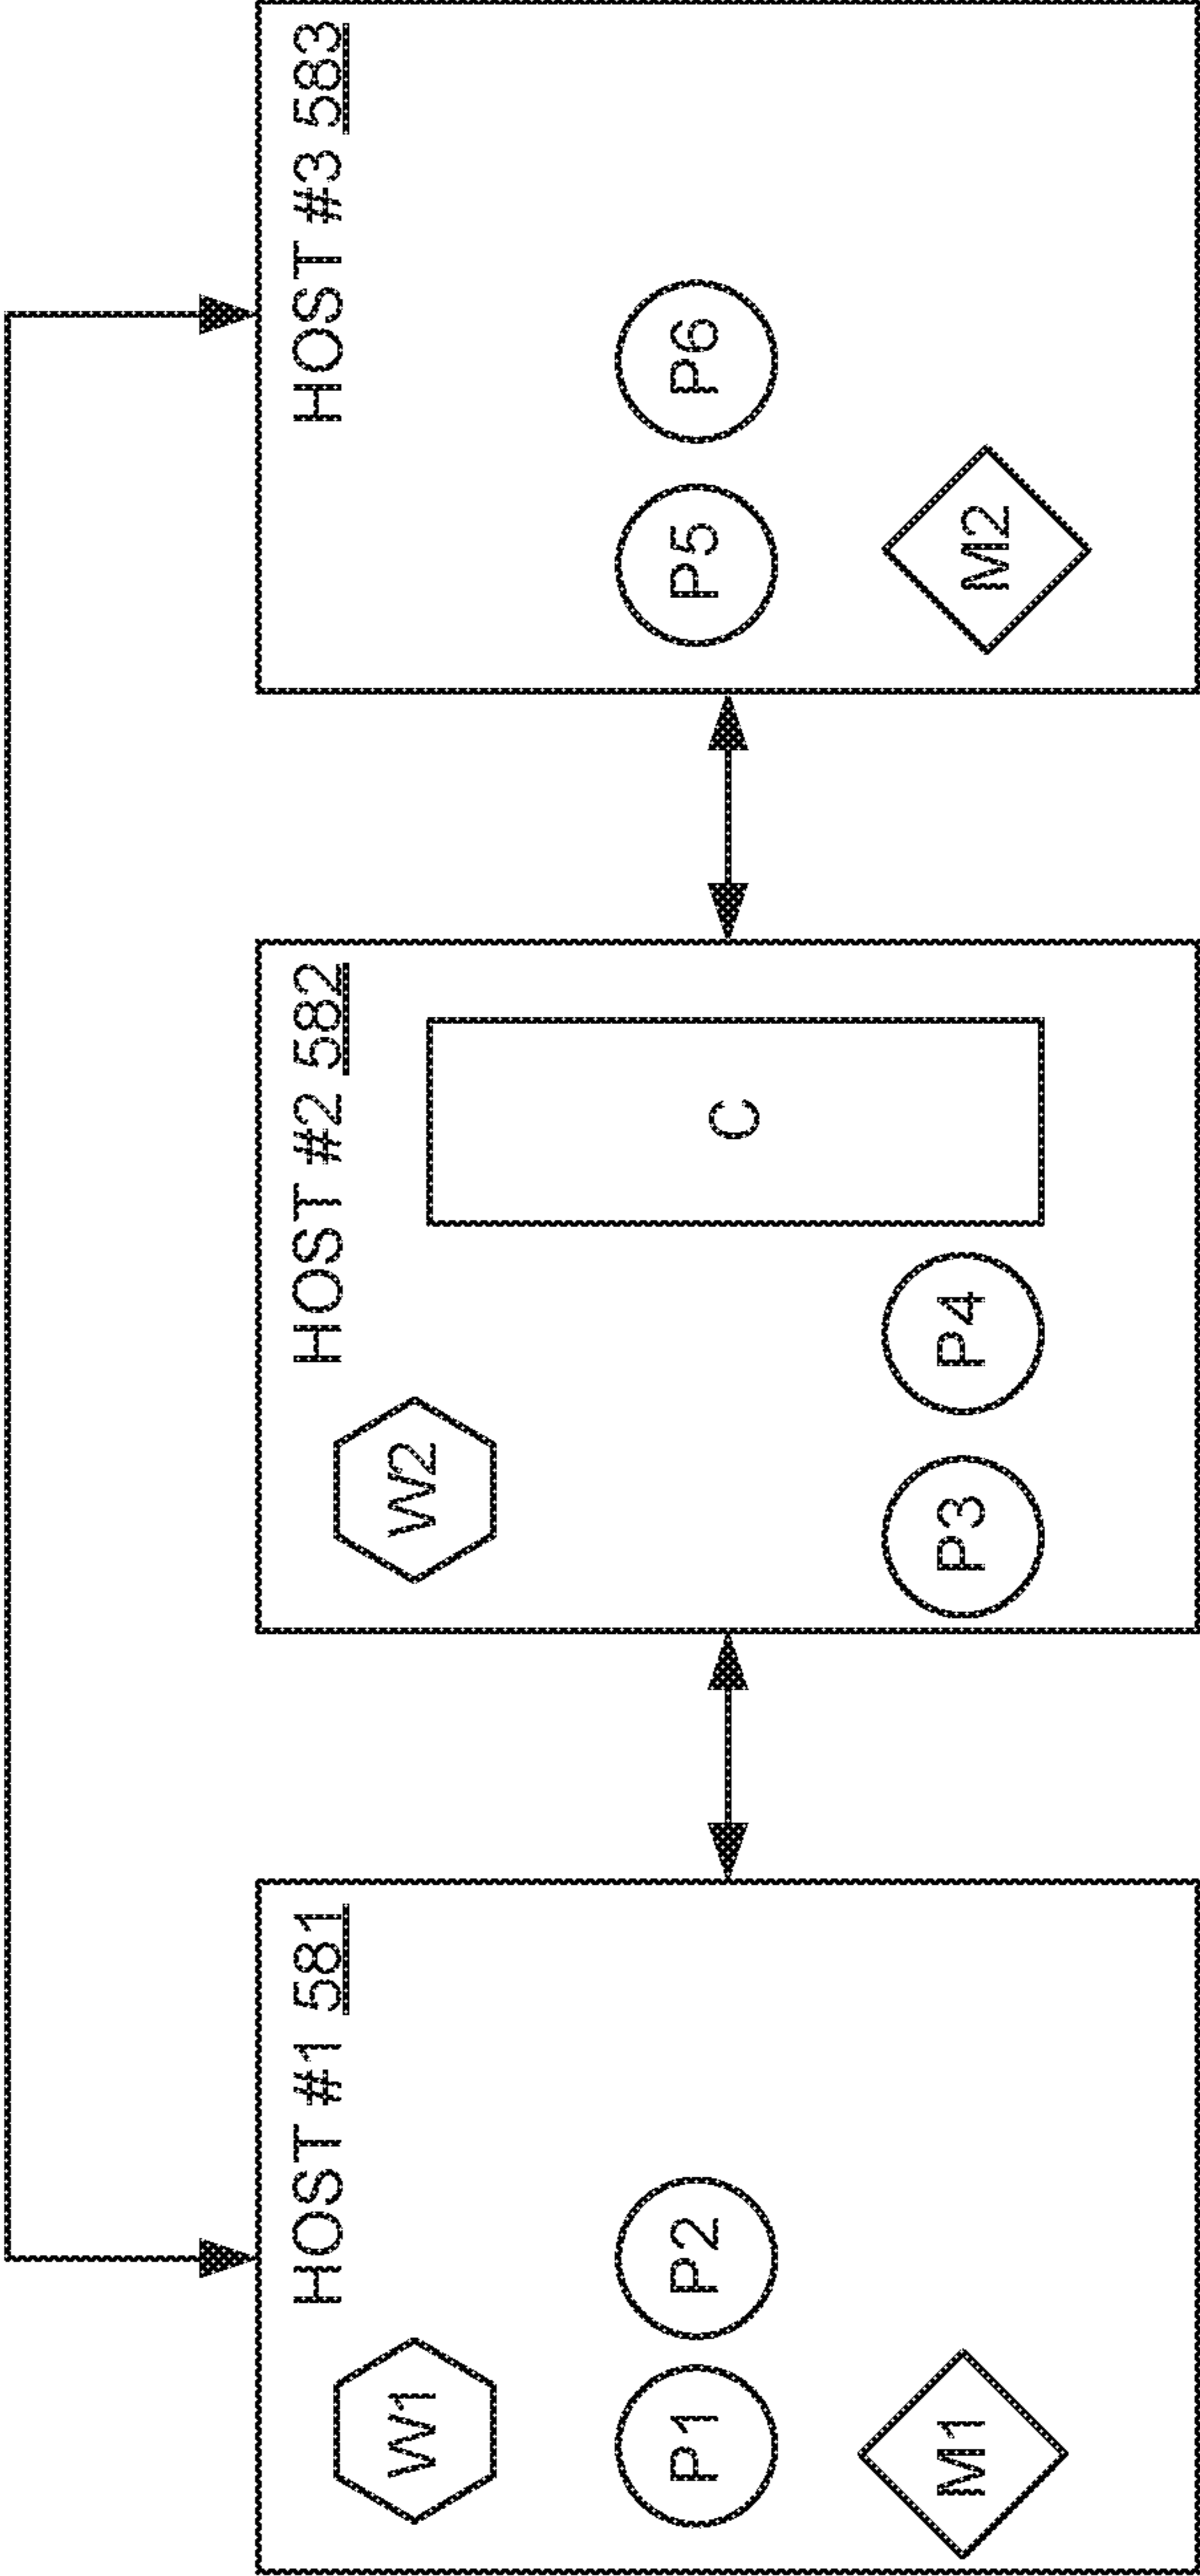 HOST #1 581
W1
P1 P2
M1
HOST #2 582
W2
C
P3 P4
HOST #3 583
P5 P6
M2